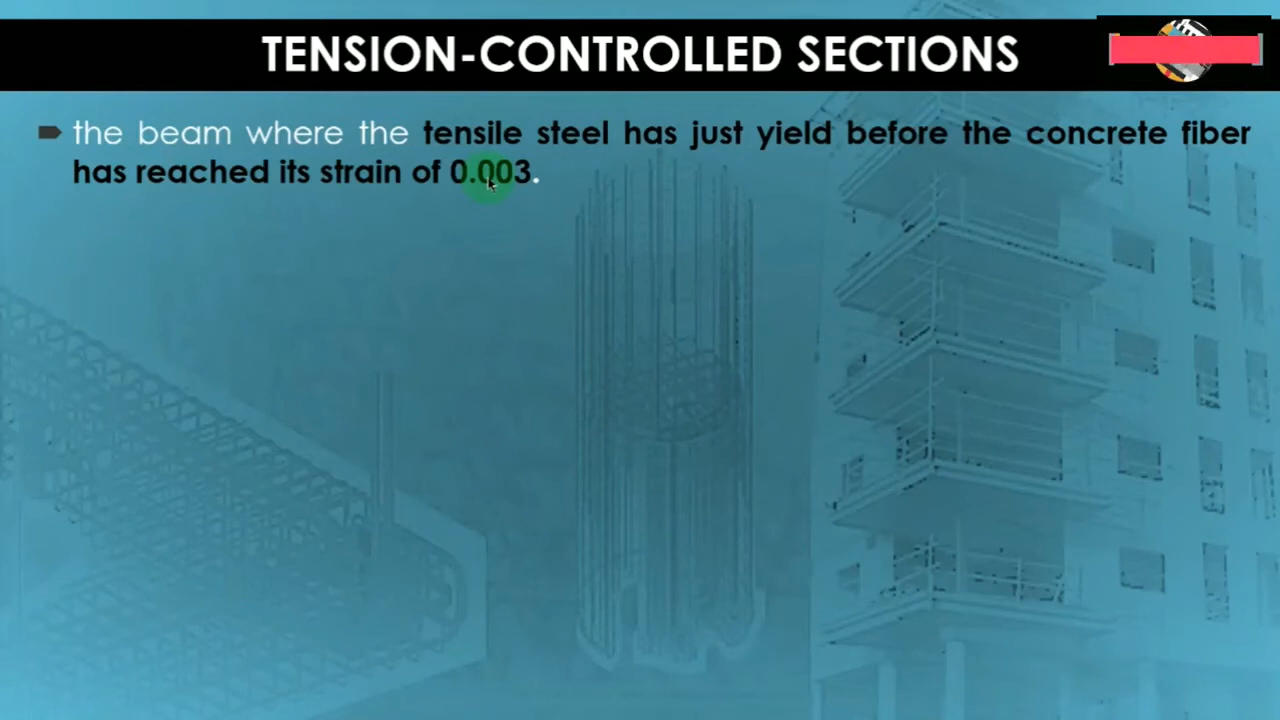 TENSION-CONTROLLED SECTIONS
the beam where the tensile steel has just yield before the concrete fiber
has reached its strain of 0.003.